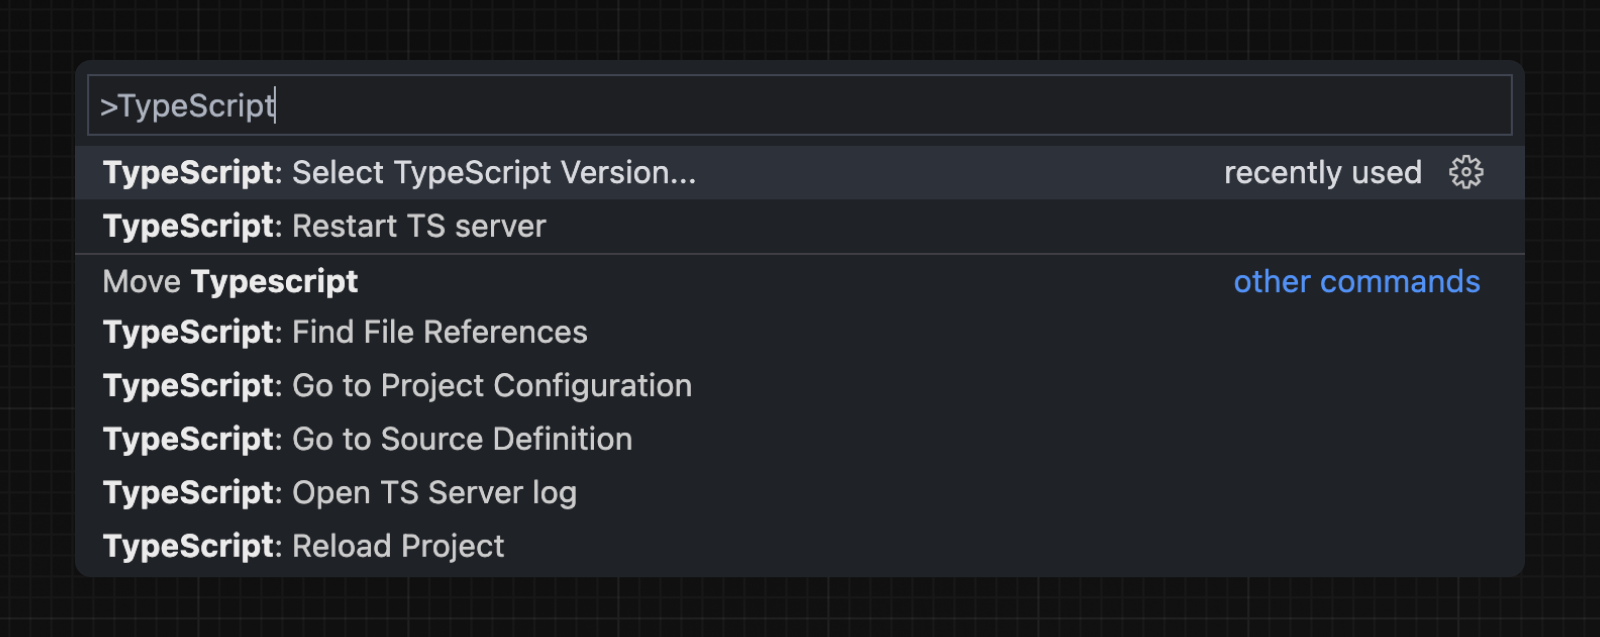 >TypeScript
TypeScript: Select TypeScript Version... recently used
TypeScript: Restart TS server
Move Typescript other commands
TypeScript: Find File References
TypeScript: Go to Project Configuration
TypeScript: Go to Source Definition
TypeScript: Open TS Server log
TypeScript: Reload Project